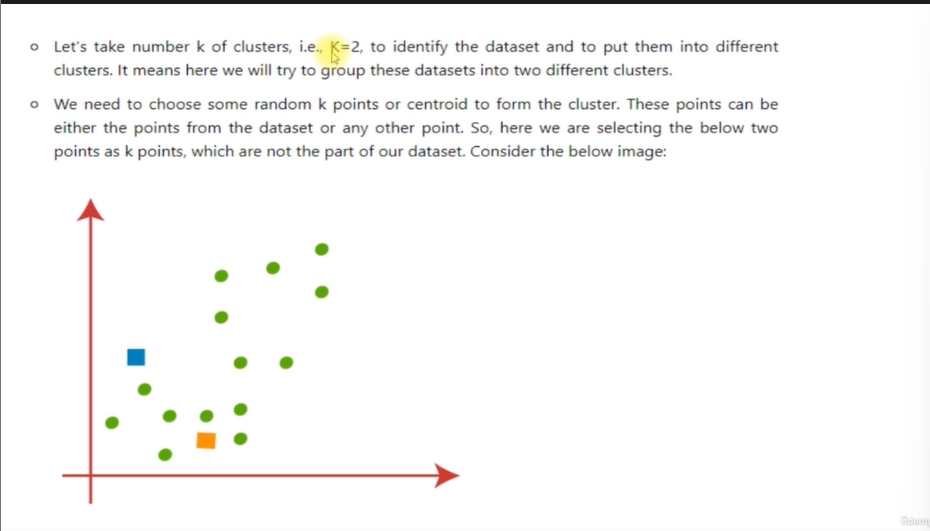 Let's take number k of clusters, i.e., K=2, to identify the dataset and to put them into different
clusters. It means here we will try to group these datasets into two different clusters.
We need to choose some random k points or centroid to form the cluster. These points can be
either the points from the dataset or any other point. So, here we are selecting the below two
points as k points, which are not the part of our dataset. Consider the below image: